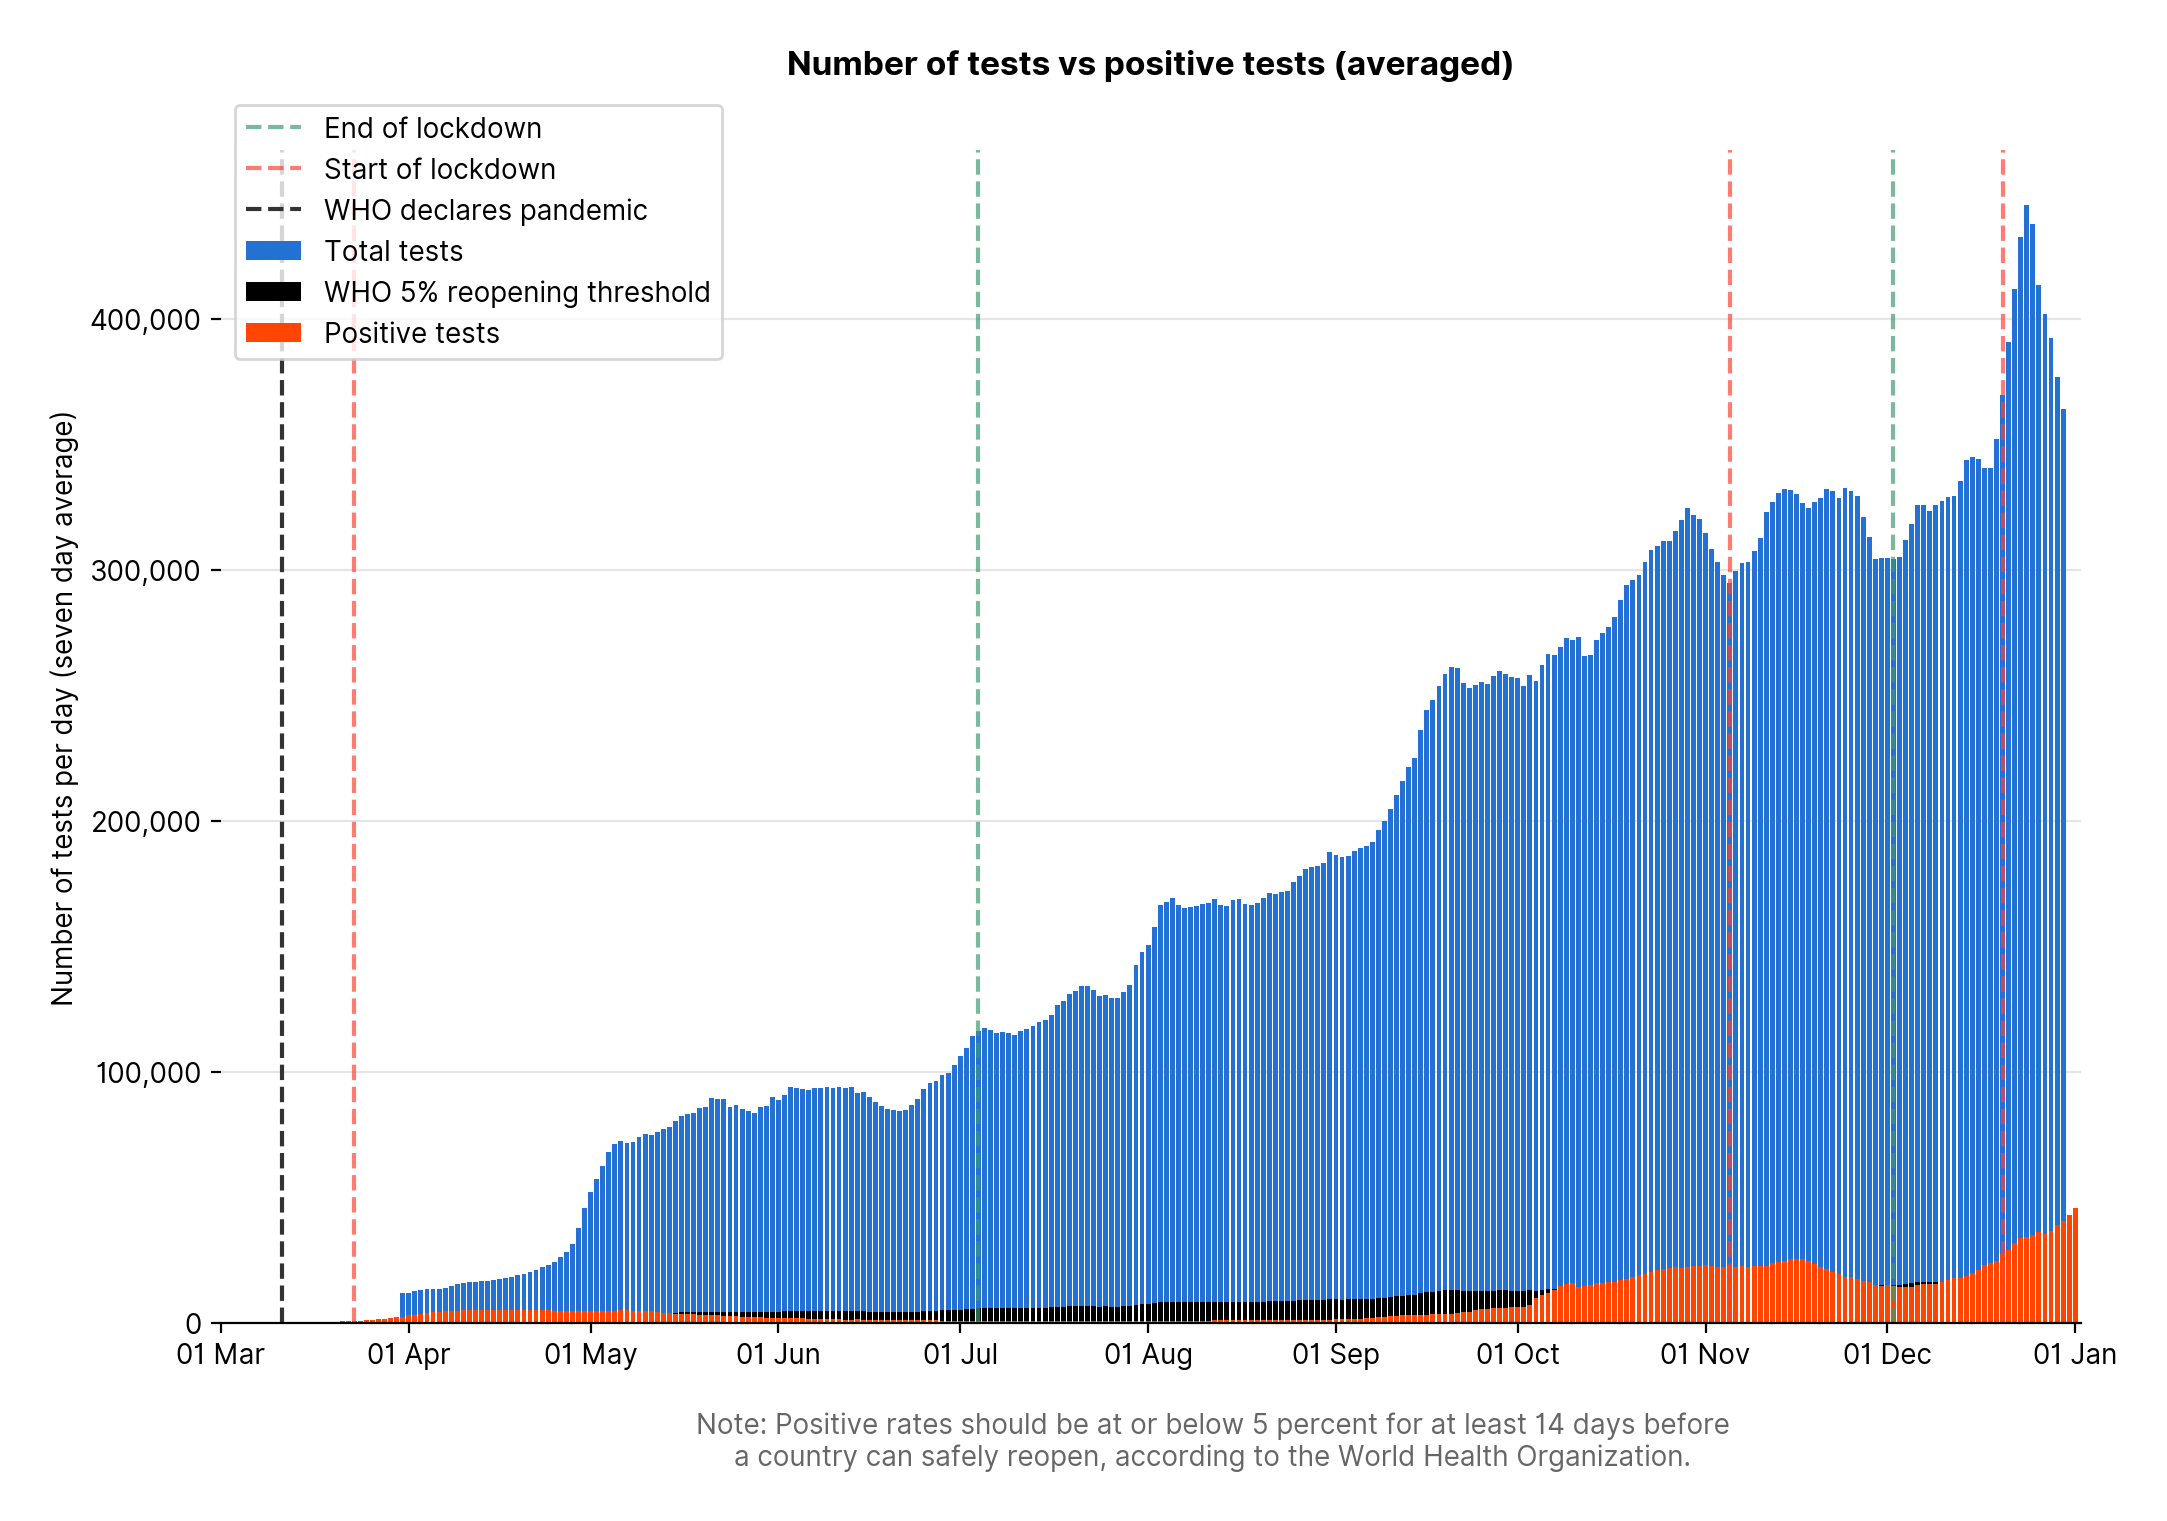 Number of tests vs positive tests (averaged)
End of lockdown
Start of lockdown
WHO declares pandemic
Total tests
WHO 5% reopening threshold
Positive tests
Number of tests per day (seven day average)
400,000
300,000
200,000
100,000
0
01 Mar 01 Apr 01 May 01 Jun 01 Jul 01 Aug 01 Sep 01 Oct 01 Nov 01 Dec 01 Jan
Note: Positive rates should be at or below 5 percent for at least 14 days before
a country can safely reopen, according to the World Health Organization.